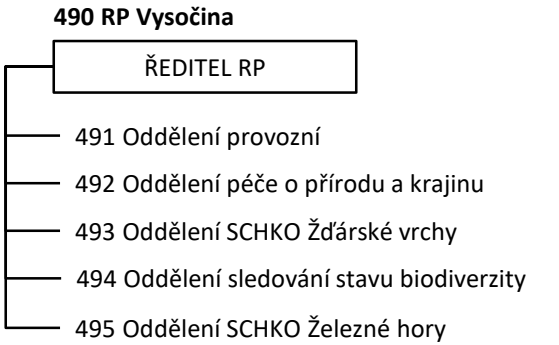 490 RP Vysočina
ŘEDITEL RP
491 Oddělení provozní
492 Oddělení péče o přírodu a krajinu
493 Oddělení SCHKO Žďárské vrchy
494 Oddělení sledování stavu biodiverzity
495 Oddělení SCHKO Železné hory